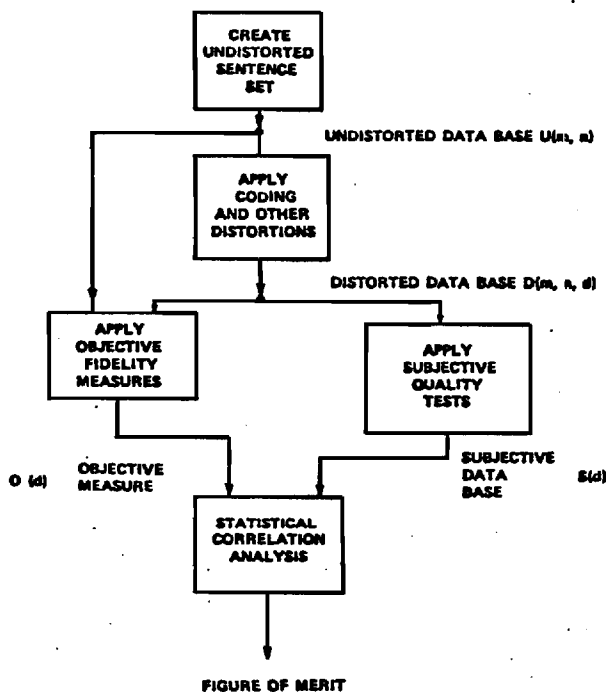 CREATE
UNDISTORTED
SENTENCE
SET
UNDISTORTED DATA BASE U(m, n)
APPLY
CODING
AND OTHER
DISTORTIONS
DISTORTED DATA BASE D(m, n, d)
APPLY
OBJECTIVE
FIDELITY
MEASURES
APPLY
SUBJECTIVE
QUALITY
TESTS
O (d)
OBJECTIVE
MEASURE
SUBJECTIVE
DATA
BASE
S(d)
STATISTICAL
CORRELATION
ANALYSIS
FIGURE OF MERIT